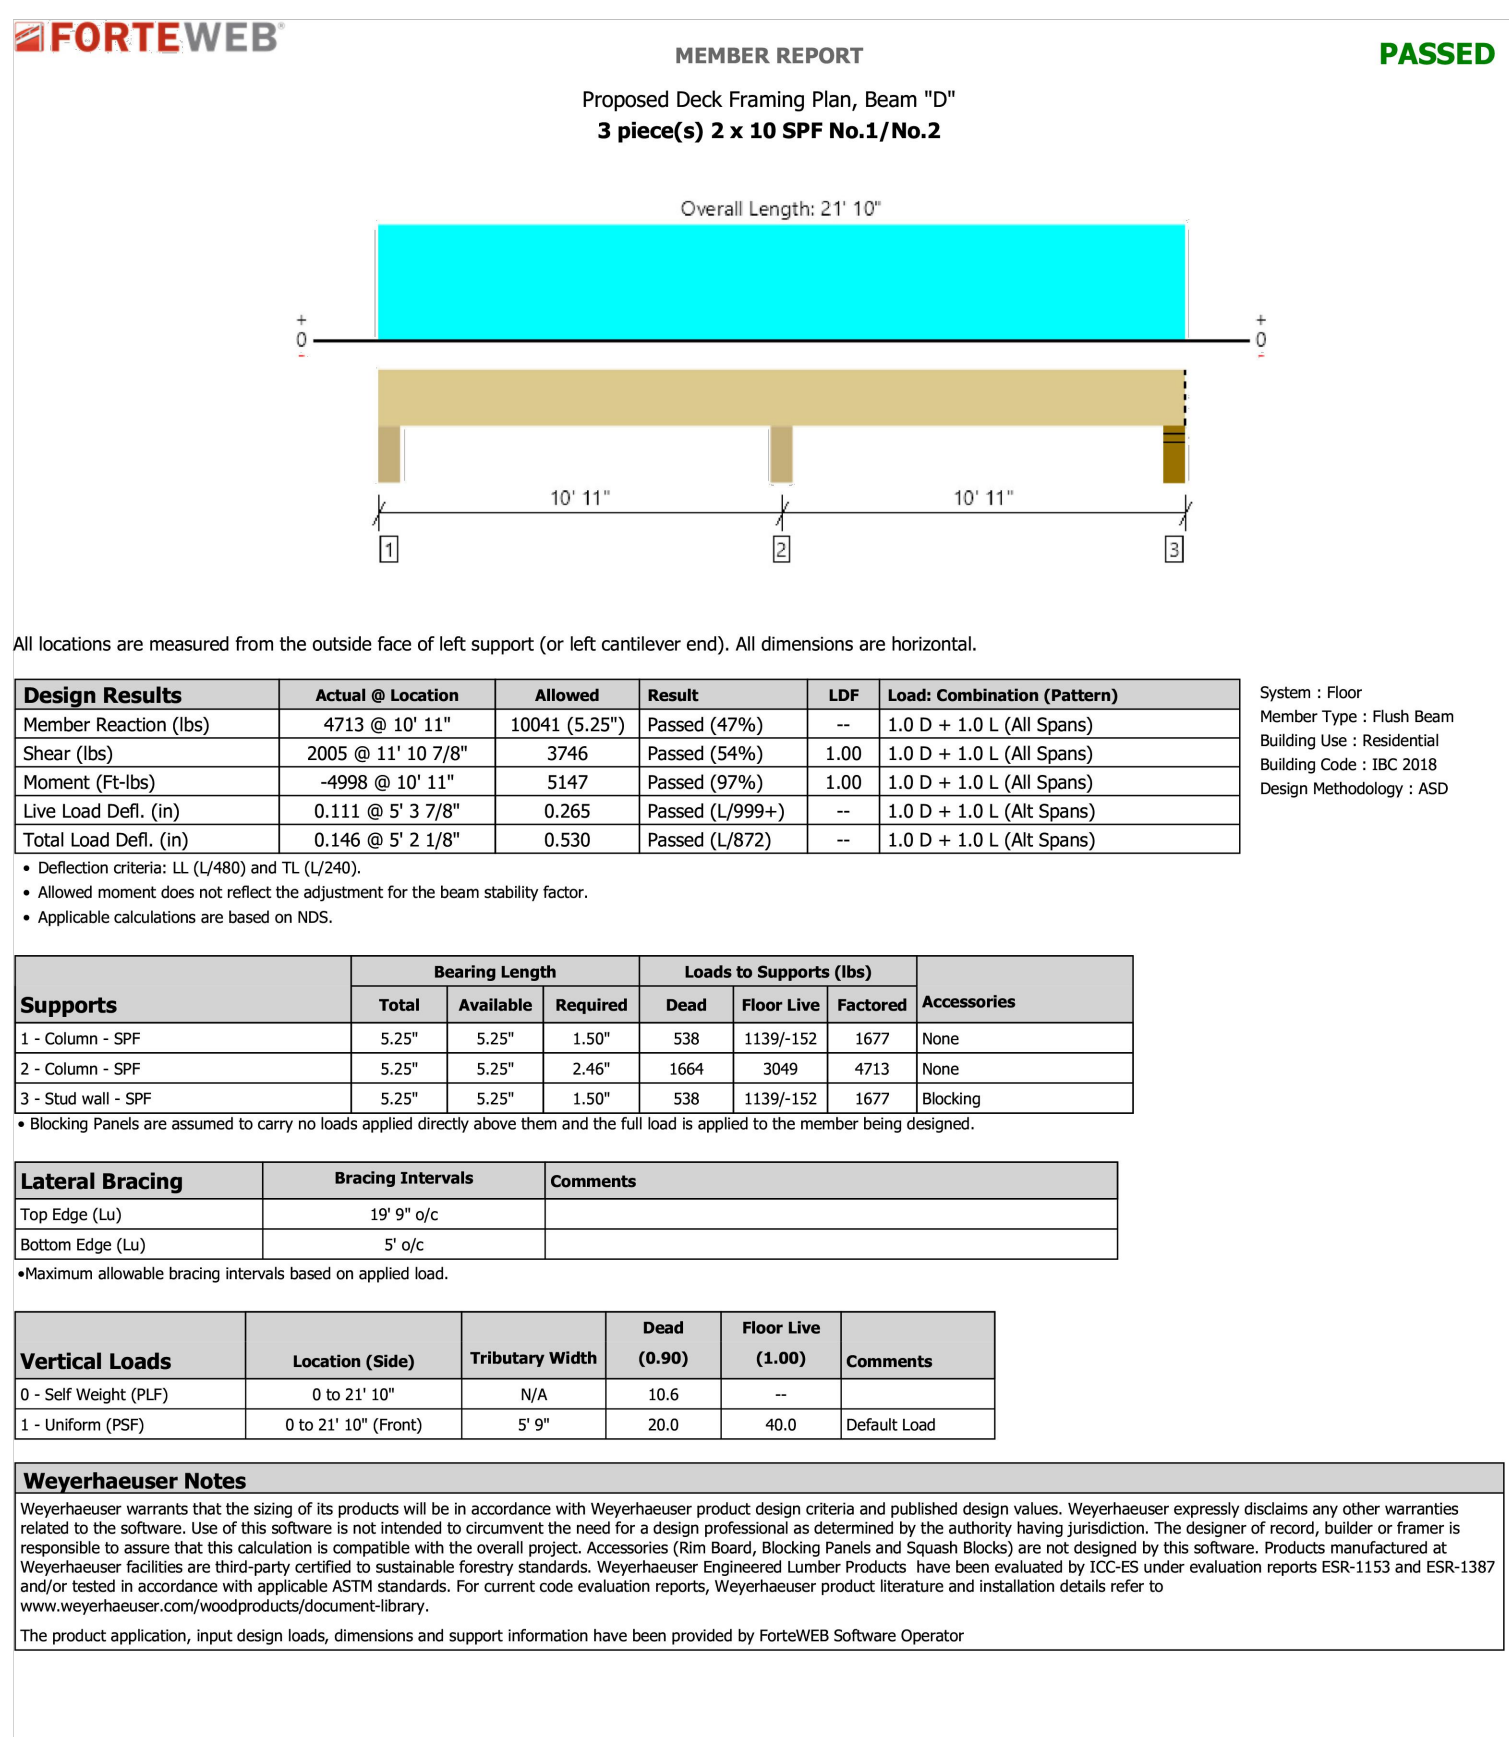 FORTEWEB®
MEMBER REPORT
PASSED
Proposed Deck Framing Plan, Beam "D"
3 piece(s) 2 x 10 SPF No.1/No.2
Overall Length: 21' 10"
+ +
0 0
- -
10' 11" 10' 11"
1 2 3
All locations are measured from the outside face of left support (or left cantilever end). All dimensions are horizontal.
Design Results Actual @ Location Allowed Result LDF Load: Combination (Pattern)
Member Reaction (lbs) 4713 @ 10' 11" 10041 (5.25") Passed (47%) -- 1.0 D + 1.0 L (All Spans)
Shear (lbs) 2005 @ 11' 10 7/8" 3746 Passed (54%) 1.00 1.0 D + 1.0 L (All Spans)
Moment (Ft-lbs) -4998 @ 10' 11" 5147 Passed (97%) 1.00 1.0 D + 1.0 L (All Spans)
Live Load Defl. (in) 0.111 @ 5' 3 7/8" 0.265 Passed (L/999+) -- 1.0 D + 1.0 L (Alt Spans)
Total Load Defl. (in) 0.146 @ 5' 2 1/8" 0.530 Passed (L/872) -- 1.0 D + 1.0 L (Alt Spans)
System : Floor
Member Type : Flush Beam
Building Use : Residential
Building Code : IBC 2018
Design Methodology : ASD
• Deflection criteria: LL (L/480) and TL (L/240).
• Allowed moment does not reflect the adjustment for the beam stability factor.
• Applicable calculations are based on NDS.
Bearing Length Loads to Supports (lbs)
Supports Total Available Required Dead Floor Live Factored Accessories
1 - Column - SPF 5.25" 5.25" 1.50" 538 1139/-152 1677 None
2 - Column - SPF 5.25" 5.25" 2.46" 1664 3049 4713 None
3 - Stud wall - SPF 5.25" 5.25" 1.50" 538 1139/-152 1677 Blocking
• Blocking Panels are assumed to carry no loads applied directly above them and the full load is applied to the member being designed.
Lateral Bracing Bracing Intervals Comments
Top Edge (Lu) 19' 9" o/c
Bottom Edge (Lu) 5' o/c
•Maximum allowable bracing intervals based on applied load.
Dead Floor Live
Vertical Loads Location (Side) Tributary Width (0.90) (1.00) Comments
0 - Self Weight (PLF) 0 to 21' 10" N/A 10.6 --
1 - Uniform (PSF) 0 to 21' 10" (Front) 5' 9" 20.0 40.0 Default Load
Weyerhaeuser Notes
Weyerhaeuser warrants that the sizing of its products will be in accordance with Weyerhaeuser product design criteria and published design values. Weyerhaeuser expressly disclaims any other warranties
related to the software. Use of this software is not intended to circumvent the need for a design professional as determined by the authority having jurisdiction. The designer of record, builder or framer is
responsible to assure that this calculation is compatible with the overall project. Accessories (Rim Board, Blocking Panels and Squash Blocks) are not designed by this software. Products manufactured at
Weyerhaeuser facilities are third-party certified to sustainable forestry standards. Weyerhaeuser Engineered Lumber Products have been evaluated by ICC-ES under evaluation reports ESR-1153 and ESR-1387
and/or tested in accordance with applicable ASTM standards. For current code evaluation reports, Weyerhaeuser product literature and installation details refer to
www.weyerhaeuser.com/woodproducts/document-library.
The product application, input design loads, dimensions and support information have been provided by ForteWEB Software Operator